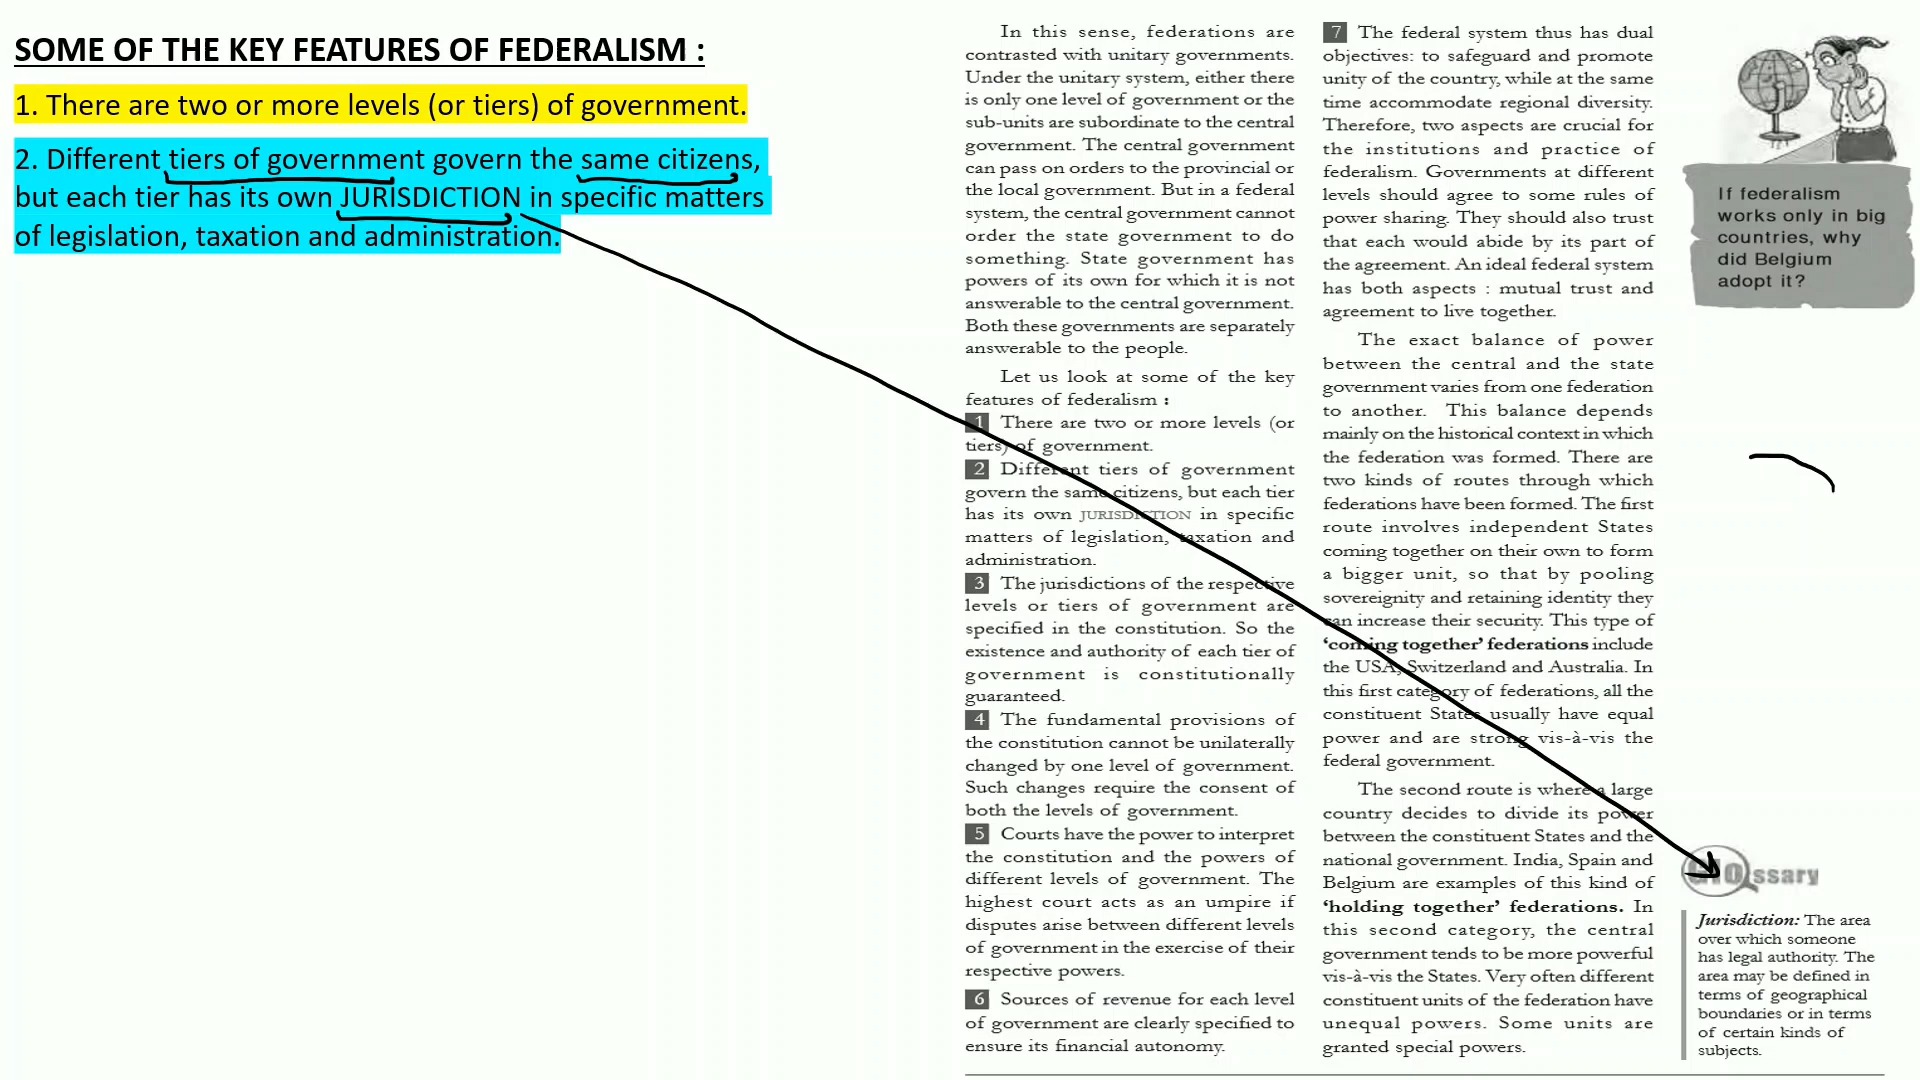 SOME OF THE KEY FEATURES OF FEDERALISM :
1. There are two or more levels (or tiers) of government.
2. Different tiers of government govern the same citizens,
but each tier has its own JURISDICTION in specific matters
of legislation, taxation and administration.
In this sense, federations are
contrasted with unitary governments.
Under the unitary system, either there
is only one level of government or the
sub-units are subordinate to the central
government. The central government
can pass on orders to the provincial or
the local government. But in a federal
system, the central government cannot
order the state government to do
something. State government has
powers of its own for which it is not
answerable to the central government.
Both these governments are separately
answerable to the people.
Let us look at some of the key
features of federalism :
1 There are two or more levels (or
tiers) of government.
2 Different tiers of government
govern the same citizens, but each tier
has its own JURISDICTION in specific
matters of legislation, taxation and
administration.
3 The jurisdictions of the respective
levels or tiers of government are
specified in the constitution. So the
existence and authority of each tier of
government is constitutionally
guaranteed.
4 The fundamental provisions of
the constitution cannot be unilaterally
changed by one level of government.
Such changes require the consent of
both the levels of government.
5 Courts have the power to interpret
the constitution and the powers of
different levels of government. The
highest court acts as an umpire if
disputes arise between different levels
of government in the exercise of their
respective powers.
6 Sources of revenue for each level
of government are clearly specified to
ensure its financial autonomy.
7 The federal system thus has dual
objectives: to safeguard and promote
unity of the country, while at the same
time accommodate regional diversity.
Therefore, two aspects are crucial for
the institutions and practice of
federalism. Governments at different
levels should agree to some rules of
power sharing. They should also trust
that each would abide by its part of
the agreement. An ideal federal system
has both aspects : mutual trust and
agreement to live together.
The exact balance of power
between the central and the state
government varies from one federation
to another. This balance depends
mainly on the historical context in which
the federation was formed. There are
two kinds of routes through which
federations have been formed. The first
route involves independent States
coming together on their own to form
a bigger unit, so that by pooling
sovereignty and retaining identity they
can increase their security. This type of
‘coming together’ federations include
the USA, Switzerland and Australia. In
this first category of federations, all the
constituent States usually have equal
power and are strong vis-à-vis the
federal government.
The second route is where a large
country decides to divide its power
between the constituent States and the
national government. India, Spain and
Belgium are examples of this kind of
‘holding together’ federations. In
this second category, the central
government tends to be more powerful
vis-à-vis the States. Very often different
constituent units of the federation have
unequal powers. Some units are
granted special powers.
If federalism
works only in big
countries, why
did Belgium
adopt it?
Glossary
Jurisdiction: The area
over which someone
has legal authority. The
area may be defined in
terms of geographical
boundaries or in terms
of certain kinds of
subjects.